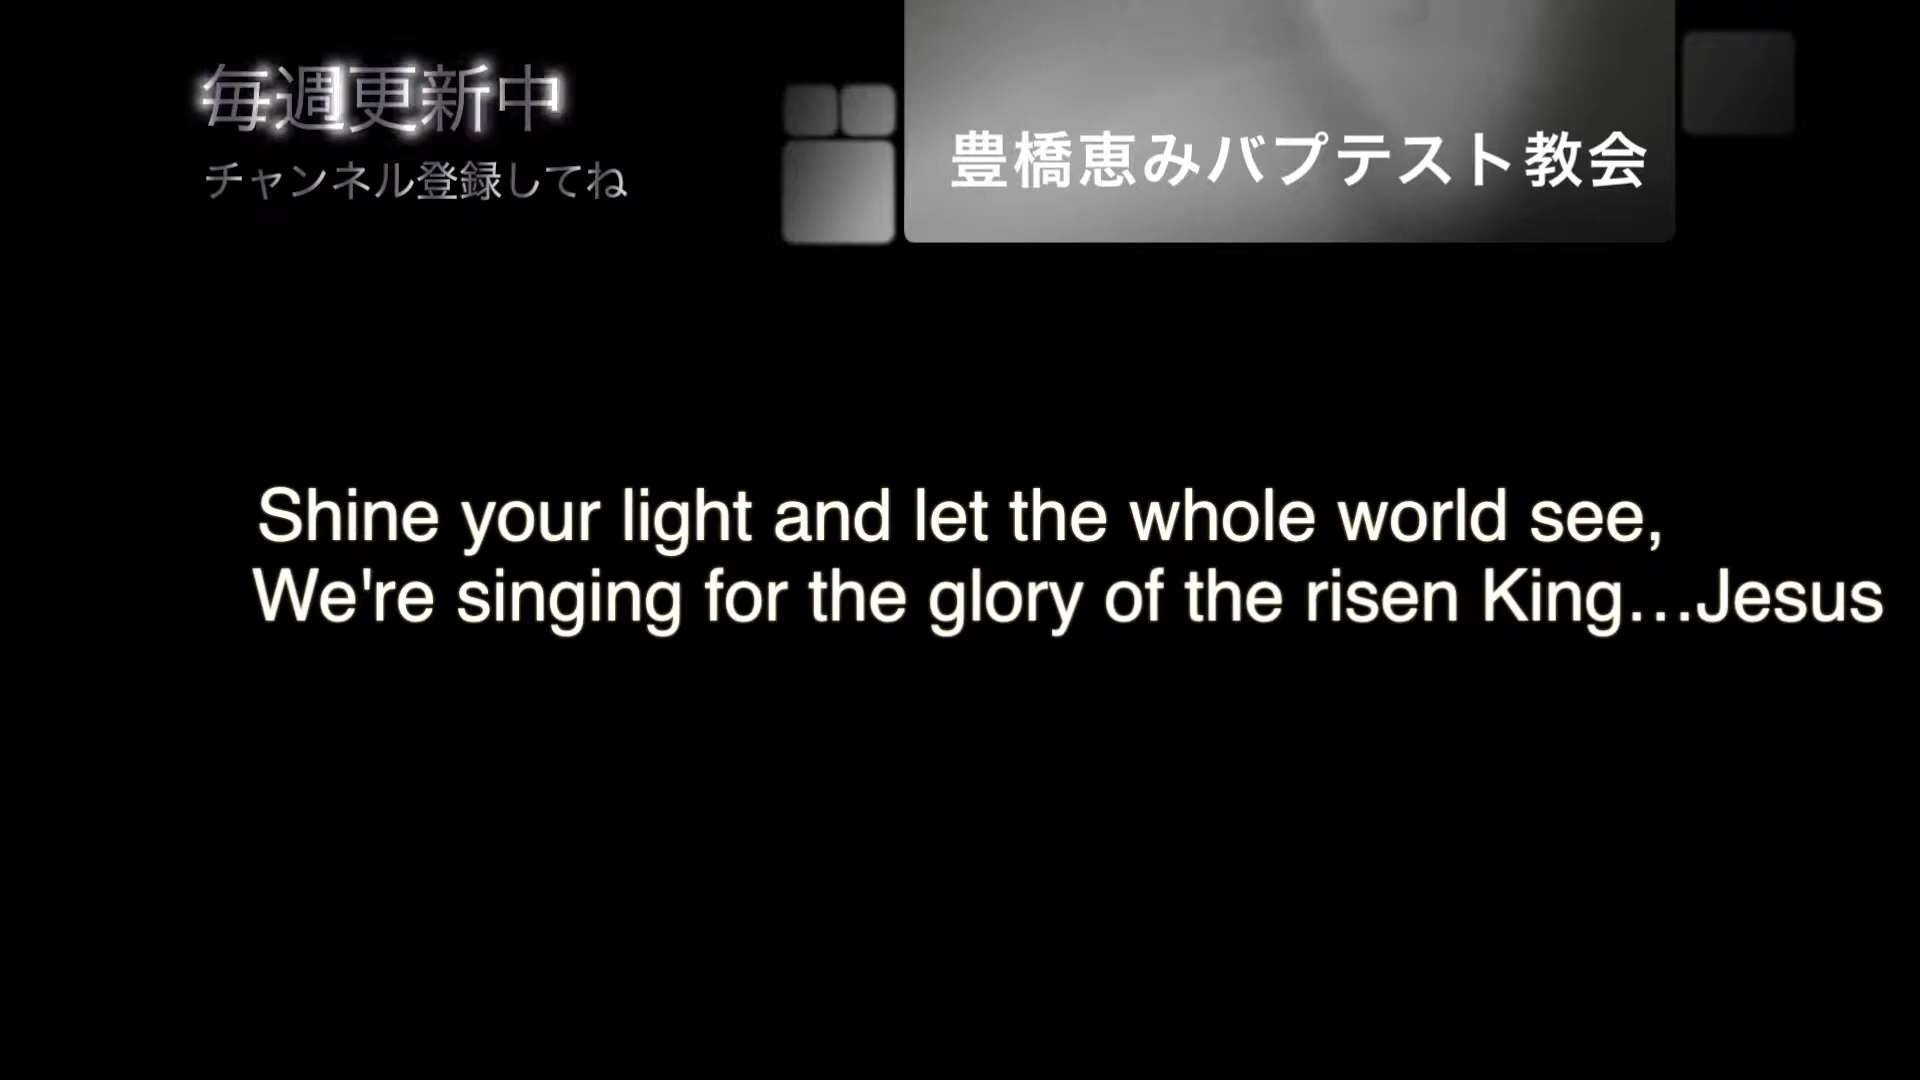 毎週更新中
チャンネル登録してね
豊橋恵みバプテスト教会
Shine your light and let the whole world see,
We're singing for the glory of the risen King…Jesus